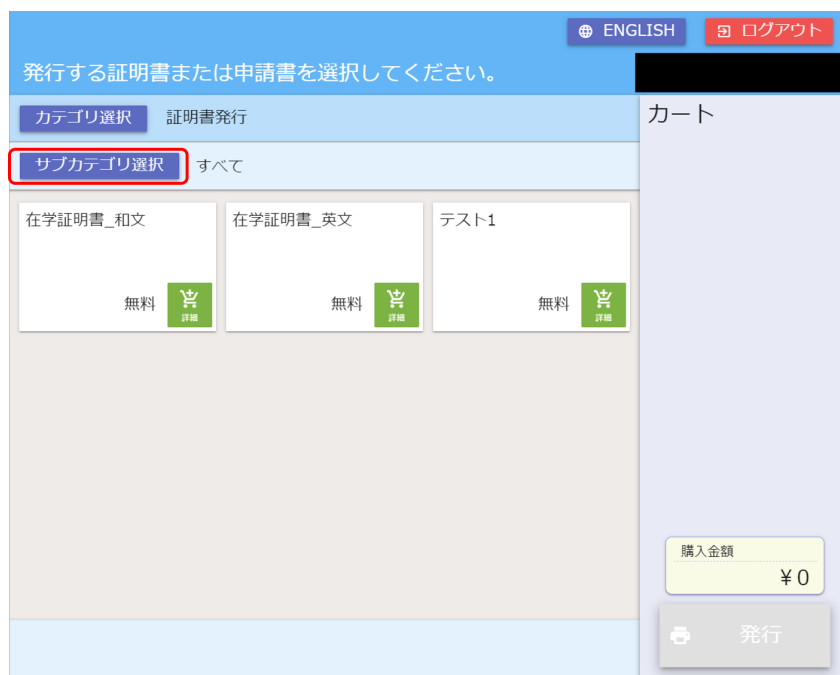 ENGLISH
ログアウト
発行する証明書または申請書を選択してください。
カテゴリ選択 証明書発行
カート
サブカテゴリ選択 すべて
在学証明書_和文
無料
詳細
在学証明書_英文
無料
詳細
テスト1
無料
詳細
購入金額
¥0
発行